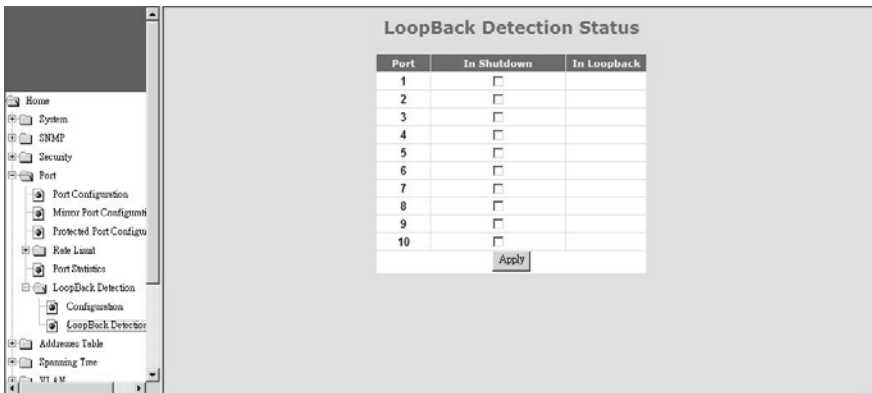 Home
System
SNMP
Security
Port
Port Configuration
Mirror Port Configurati
Protected Port Configu
Rate Limit
Port Statistics
LoopBack Detection
Configuration
LoopBack Detection
Addresses Table
Spanning Tree
VLAN
LoopBack Detection Status
Port In Shutdown In Loopback
1
2
3
4
5
6
7
8
9
10
Apply